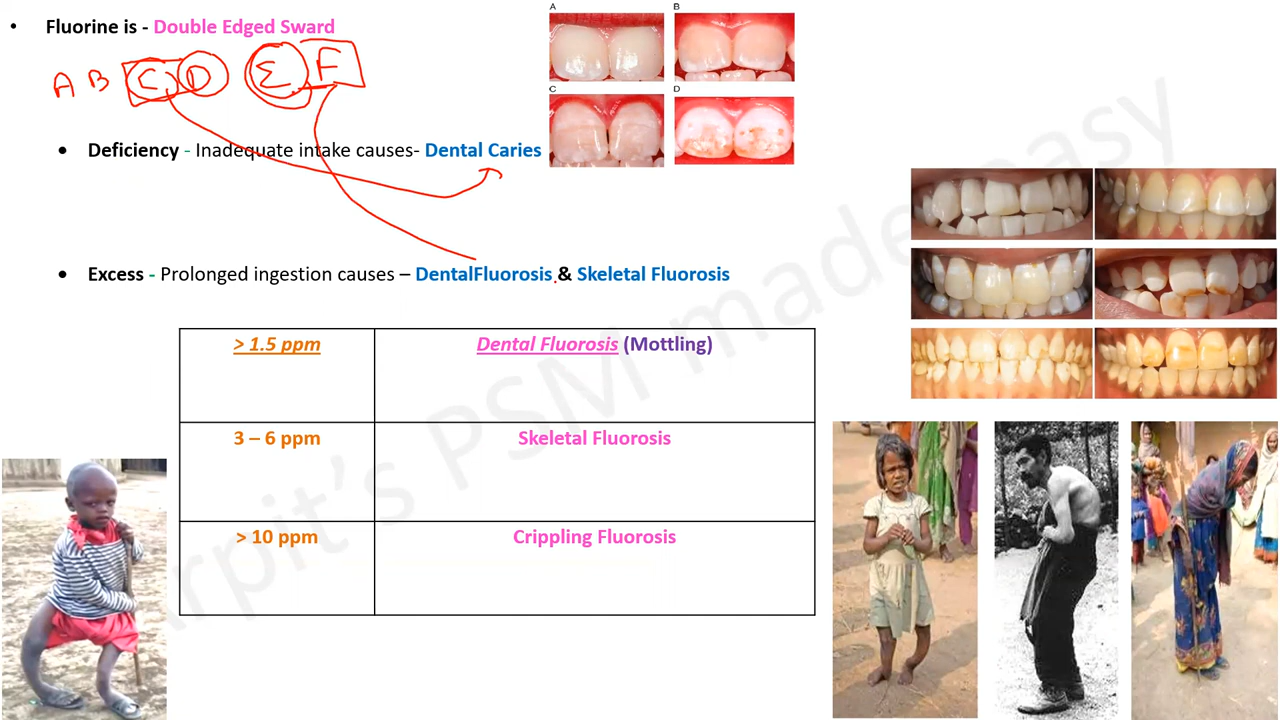 • Fluorine is - Double Edged Sward
A B C D E F
• Deficiency - Inadequate intake causes- Dental Caries
• Excess - Prolonged ingestion causes – DentalFluorosis & Skeletal Fluorosis
> 1.5 ppm Dental Fluorosis (Mottling)
3 – 6 ppm Skeletal Fluorosis
> 10 ppm Crippling Fluorosis
A B
C D
arpit's PSM made easy